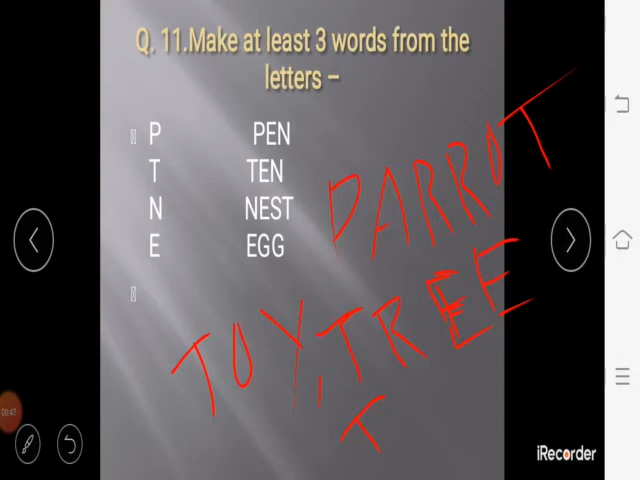 Q. 11.Make at least 3 words from the
letters –
P PEN
T TEN
N NEST
E EGG
PARROT
TOY, TREE
T
00:47
iRecorder